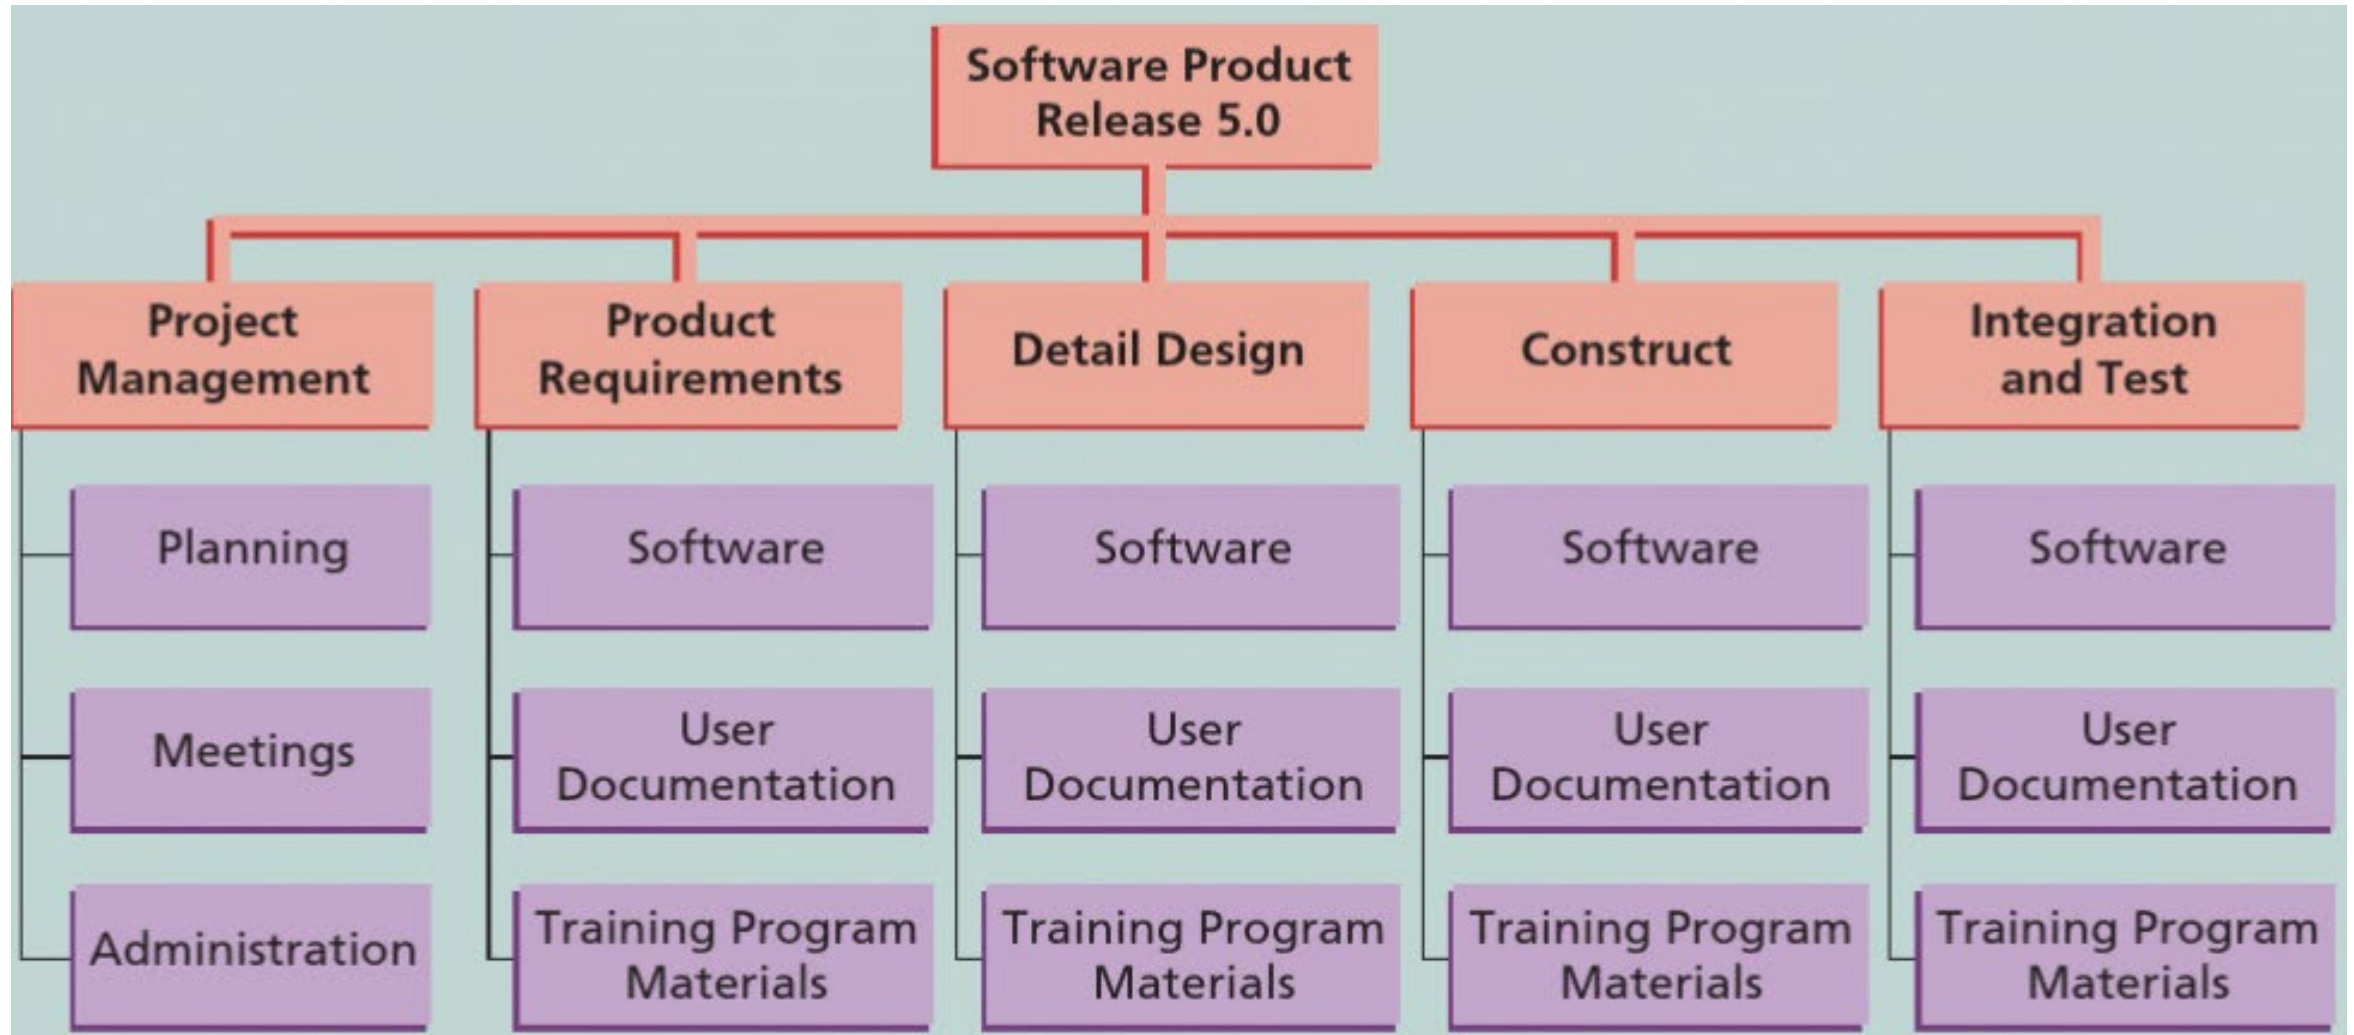 Software Product
Release 5.0
Project
Management
Product
Requirements
Detail Design
Construct
Integration
and Test
Planning
Software
Software
Software
Software
Meetings
User
Documentation
User
Documentation
User
Documentation
User
Documentation
Administration
Training Program
Materials
Training Program
Materials
Training Program
Materials
Training Program
Materials